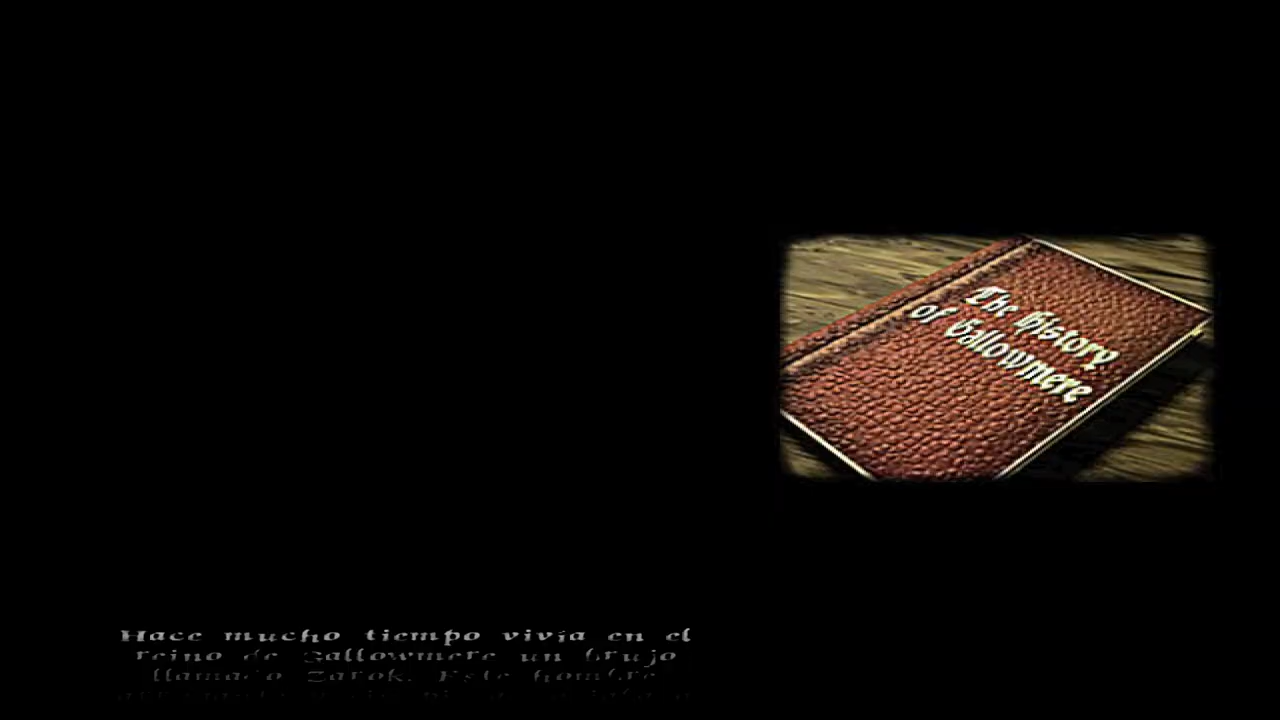 The History
of Gallowmere
Hace mucho tiempo vivía en el
reino de Gallowmere un brujo
llamado Zarok. Este hombre